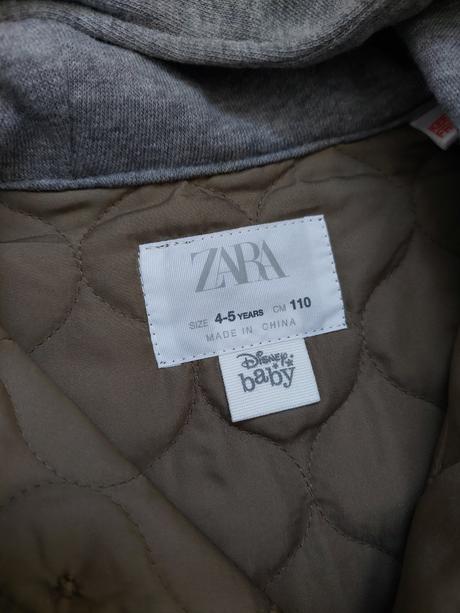 ZARA
SIZE 4-5 YEARS CM 110
MADE IN CHINA
Disney
baby